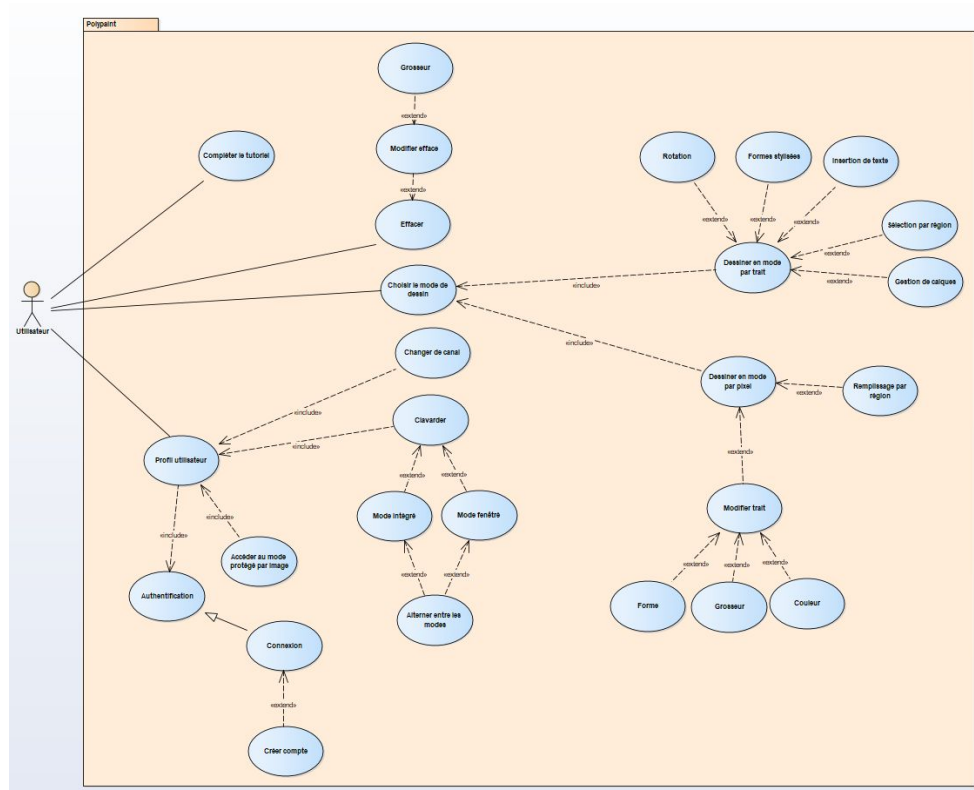 Polypaint
Grosseur
«extend»
Modifier efface
«extend»
Effacer
Compléter le tutoriel
Utilisateur
Choisir le mode de
dessin
Rotation
Formes stylisées
Insertion de texte
«extend»
«extend»
«extend»
Sélection par région
«extend»
Dessiner en mode
par trait
Gestion de calques
«extend»
«include»
«include»
Changer de canal
Dessiner en mode
par pixel
Remplissage par
région
«extend»
«include»
Clavarder
«include»
Profil utilisateur
«extend»
«extend»
«extend»
Mode intégré
Mode fenêtré
Modifier trait
«include»
«include»
Accéder au mode
protégé par image
«extend»
«extend»
«extend»
«extend»
«extend»
Authentification
Alterner entre les
modes
Forme
Grosseur
Couleur
Connexion
«extend»
Créer compte